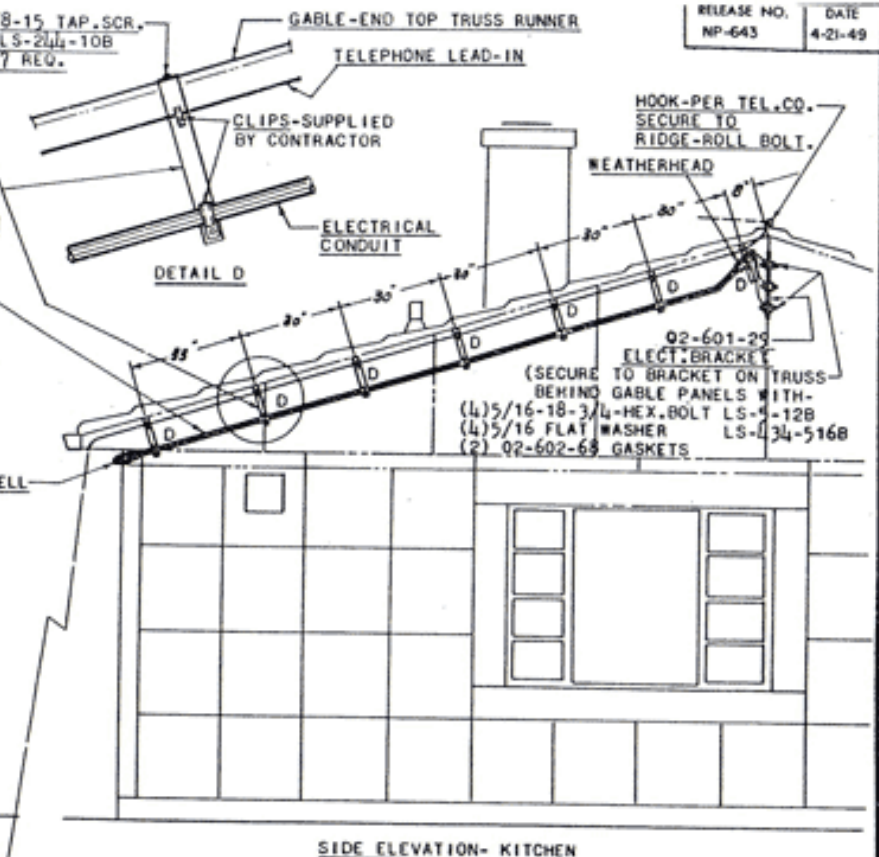 8-15 TAP.SCR.
LS-244-10B
7 REQ.
GABLE-END TOP TRUSS RUNNER
TELEPHONE LEAD-IN
CLIPS-SUPPLIED
BY CONTRACTOR
ELECTRICAL
CONDUIT
DETAIL D
RELEASE NO.
NP-643
DATE
4-21-49
HOOK-PER TEL.CO.
SECURE TO
RIDGE-ROLL BOLT.
WEATHERHEAD
8"
30"
30"
30"
30"
D
D
D
D
D
D
D
Q2-601-29
ELECT.BRACKET
(SECURE TO BRACKET ON TRUSS
BEHIND GABLE PANELS WITH-
(4)5/16-18-3/4-HEX.BOLT LS-5-12B
(4)5/16 FLAT WASHER LS-434-516B
(2) Q2-602-68 GASKETS
ELL
SIDE ELEVATION- KITCHEN